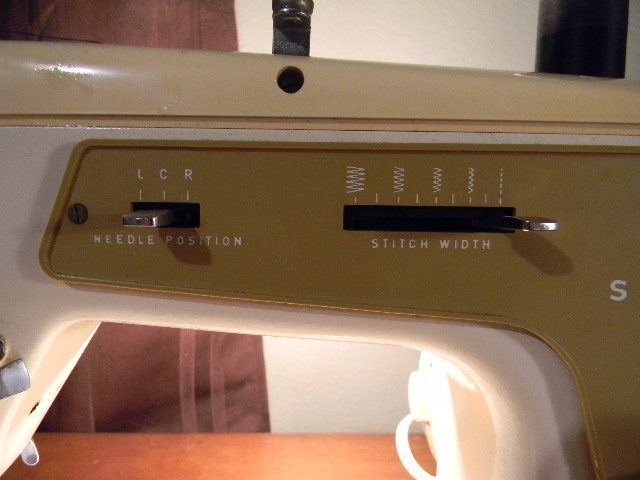 L C R
NEEDLE POSITION
STITCH WIDTH
S